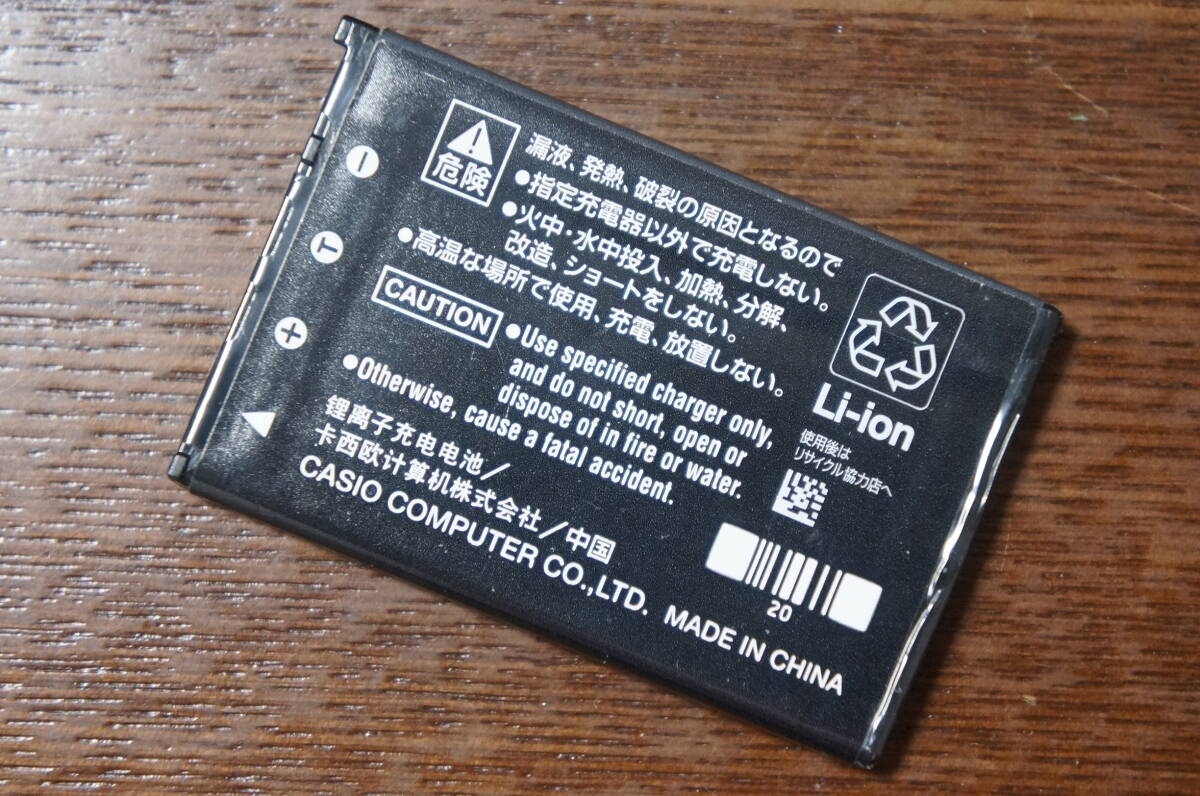 危険
漏液、発熱、破裂の原因となるので
●指定充電器以外で充電しない。
●火中・水中投入、加熱、分解、
改造、ショートをしない。
●高温な場所で使用、充電、放置しない。
CAUTION
●Use specified charger only,
and do not short, open or
dispose of in fire or water.
●Otherwise, cause a fatal accident.
锂离子充电电池/
卡西欧计算机株式会社/中国
CASIO COMPUTER CO.,LTD. MADE IN CHINA
Li-ion
使用後は
リサイクル協力店へ
20
−
T
+